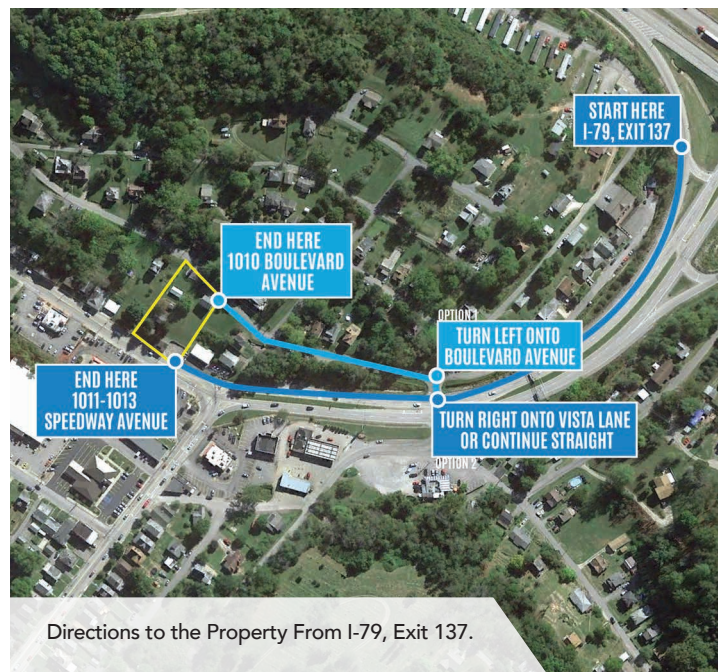 START HERE
I-79, EXIT 137
END HERE
1010 BOULEVARD
AVENUE
OPTION 1
TURN LEFT ONTO
BOULEVARD AVENUE
END HERE
1011-1013
SPEEDWAY AVENUE
TURN RIGHT ONTO VISTA LANE
OR CONTINUE STRAIGHT
OPTION 2
Directions to the Property From I-79, Exit 137.